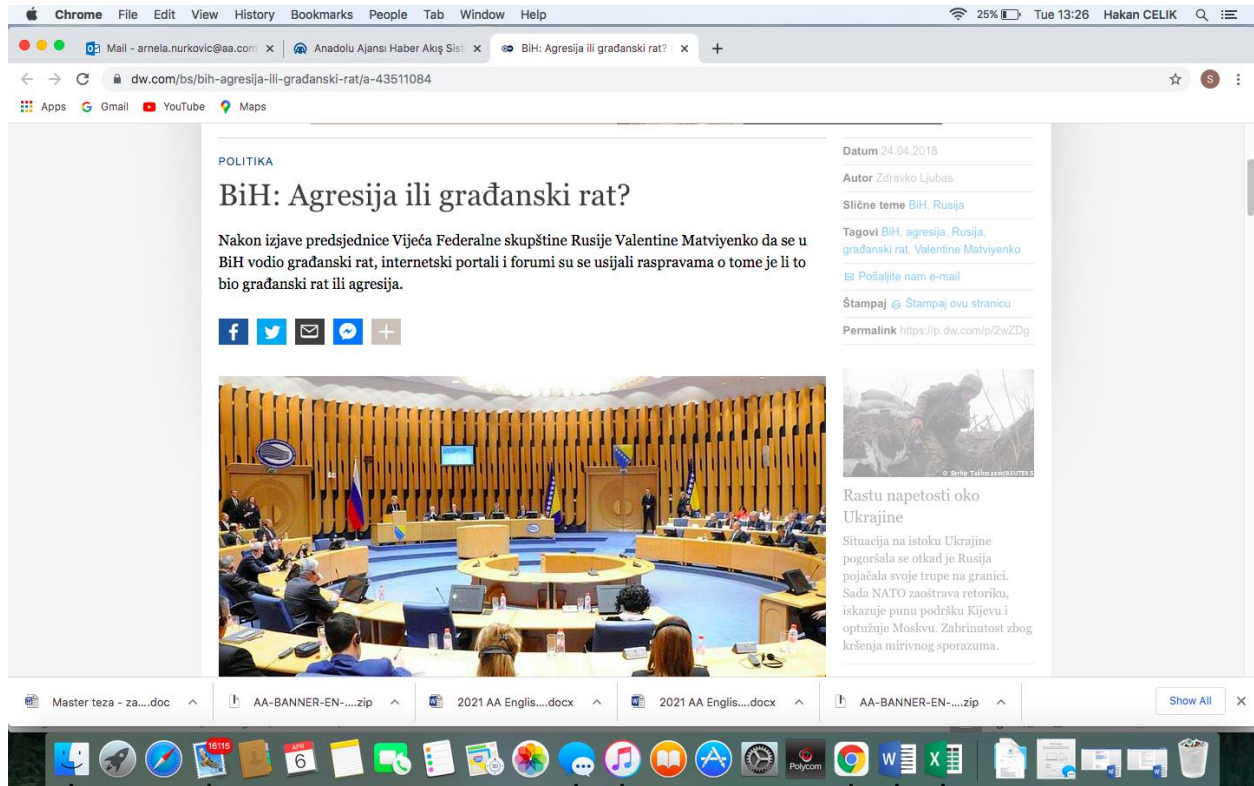 Chrome File Edit View History Bookmarks People Tab Window Help 25% Tue 13:26 Hakan CELIK
Mail - arnela.nurkovic@aa.com Anadolu Ajansı Haber Akış Sist BiH: Agresija ili građanski rat?
dw.com/bs/bih-agresija-ili-građanski-rat/a-43511084 S
Apps G Gmail YouTube Maps
POLITIKA
BiH: Agresija ili građanski rat?
Nakon izjave predsjednice Vijeća Federalne skupštine Rusije Valentine Matviyenko da se u
BiH vodio građanski rat, internetski portali i forumi su se usijali raspravama o tome je li to
bio građanski rat ili agresija.
Datum 24.04.2018
Autor Zdravko Ljubas
Slične teme BiH, Rusija
Tagovi BiH, agresija, Rusija,
građanski rat, Valentine Matviyenko
Pošaljite nam e-mail
Štampaj Štampaj ovu stranicu
Permalink https://p.dw.com/p/2wZDg
Rastu napetosti oko
Ukrajine
Situacija na istoku Ukrajine
pogoršala se otkad je Rusija
pojačala svoje trupe na granici.
Sada NATO zaoštrava retoriku,
iskazuje punu podršku Kijevu i
optužuje Moskvu. Zabrinutost zbog
kršenja mirivnog sporazuma.
Master teza - za....doc AA-BANNER-EN-....zip 2021 AA Englis....docx 2021 AA Englis....docx AA-BANNER-EN-....zip Show All
16115 APR 6 Polycom